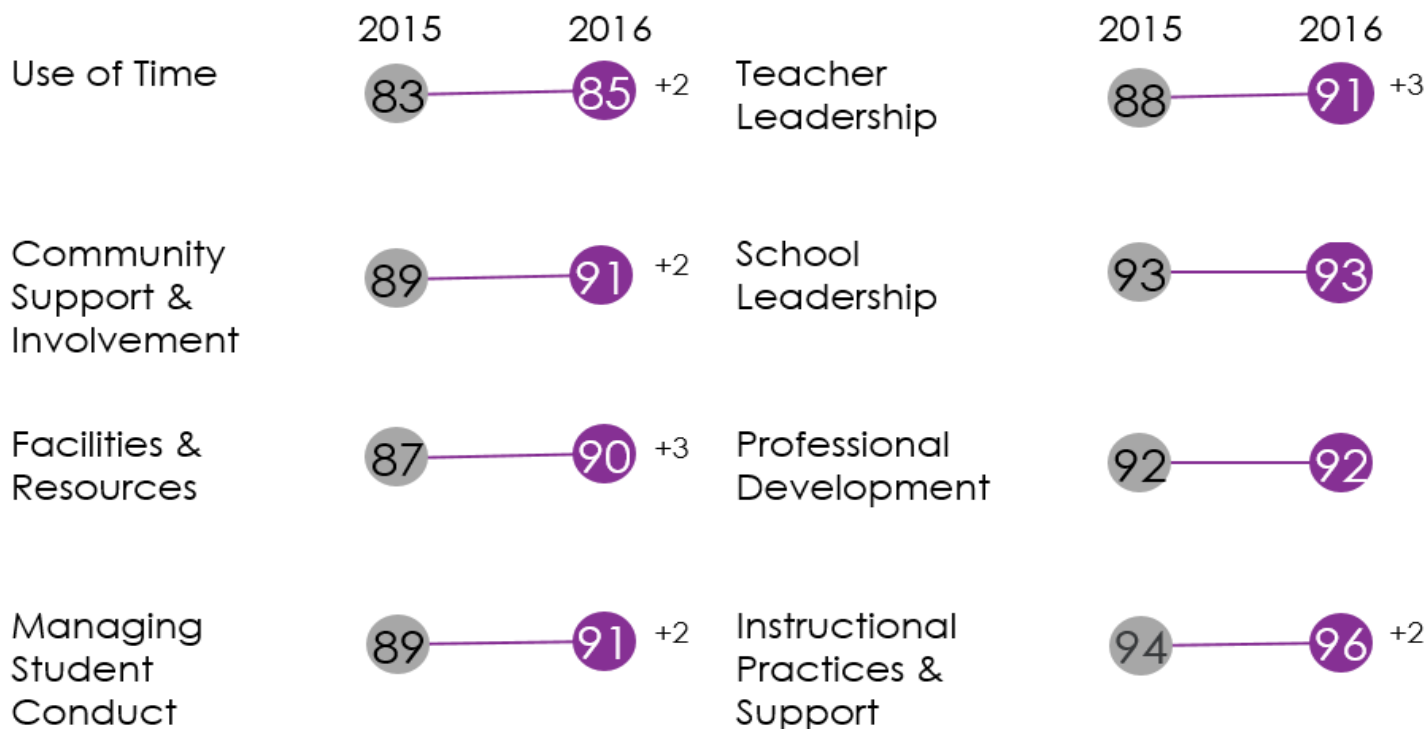 2015 2016
Use of Time 83 85 +2
Community
Support &
Involvement
89 91 +2
Facilities &
Resources
87 90 +3
Managing
Student
Conduct
89 91 +2
2015 2016
Teacher
Leadership
88 91 +3
School
Leadership
93 93
Professional
Development
92 92
Instructional
Practices &
Support
94 96 +2